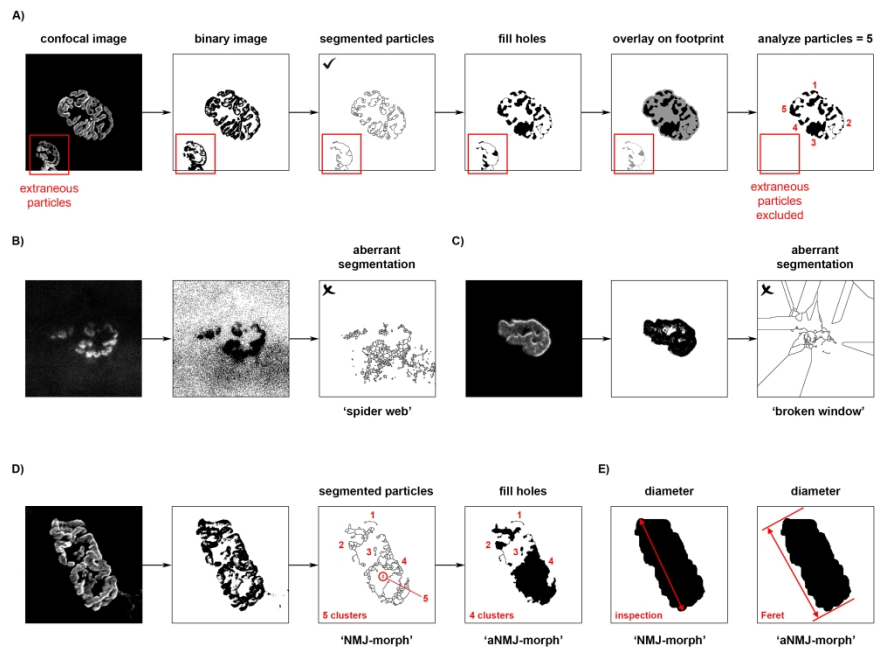 A)
confocal image
binary image
segmented particles
fill holes
overlay on footprint
analyze particles = 5
1
5
2
4
3
extraneous
particles
extraneous
particles
excluded
B)
C)
aberrant
segmentation
aberrant
segmentation
‘spider web’
‘broken window’
D)
E)
segmented particles
fill holes
diameter
diameter
1
2
3
4
5
5 clusters
1
2
3
4
4 clusters
inspection
Feret
‘NMJ-morph’
‘aNMJ-morph’
‘NMJ-morph’
‘aNMJ-morph’